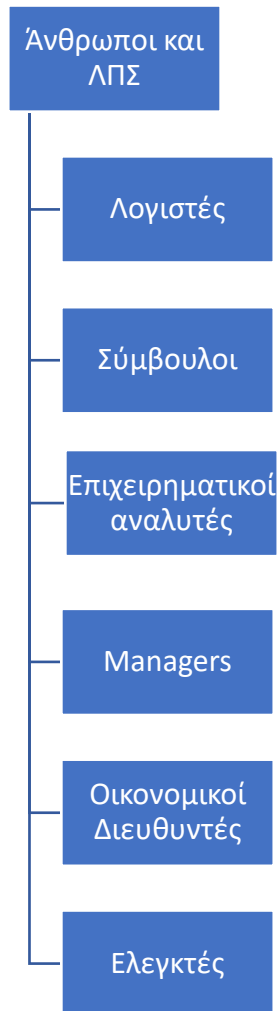 Άνθρωποι και
ΛΠΣ
Λογιστές
Σύμβουλοι
Επιχειρηματικοί
αναλυτές
Managers
Οικονομικοί
Διευθυντές
Ελεγκτές